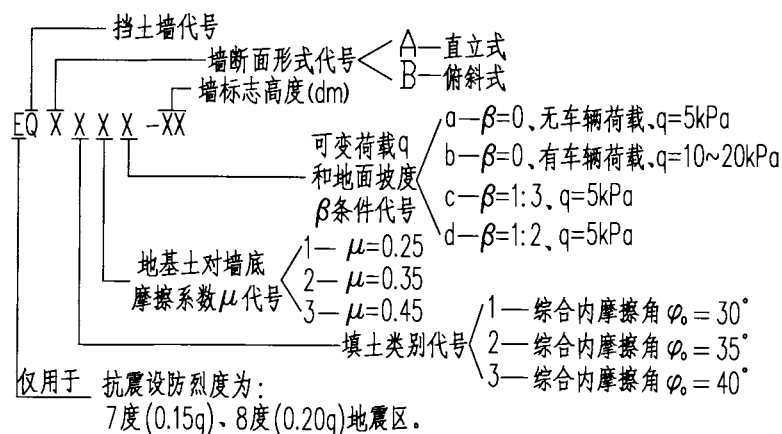 挡土墙代号
墙断面形式代号
A—直立式
B—俯斜式
墙标志高度(dm)
EQ X X X X -XX
可变荷载q
和地面坡度
β条件代号
a—β=0、无车辆荷载、q=5kPa
b—β=0、有车辆荷载、q=10~20kPa
c—β=1:3、q=5kPa
d—β=1:2、q=5kPa
地基土对墙底
摩擦系数μ代号
1— μ=0.25
2— μ=0.35
3— μ=0.45
填土类别代号
1—综合内摩擦角φ₀=30°
2—综合内摩擦角φ₀=35°
3—综合内摩擦角φ₀=40°
仅用于 抗震设防烈度为:
7度(0.15g)、8度(0.20g)地震区。